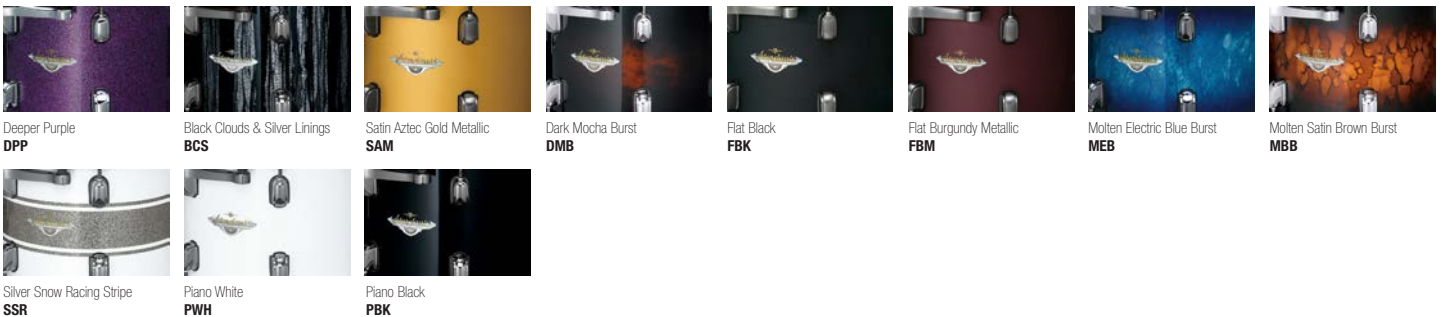 Deeper Purple
DPP
Black Clouds & Silver Linings
BCS
Satin Aztec Gold Metallic
SAM
Dark Mocha Burst
DMB
Flat Black
FBK
Flat Burgundy Metallic
FBM
Molten Electric Blue Burst
MEB
Molten Satin Brown Burst
MBB
Silver Snow Racing Stripe
SSR
Piano White
PWH
Piano Black
PBK